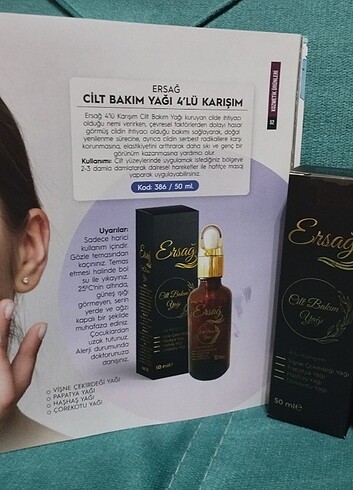 ERSAĞ
CİLT BAKIM YAĞI 4'LÜ KARIŞIM
Ersağ 4'lü Karışım Cilt Bakım Yağı kuruyan cilde ihtiyacı
olduğu nemi verirken, çevresel faktörlerden dolayı hasar
görmüş cildin ihtiyacı olduğu bakımı sağlayarak, doğal
yenilenme sürecine, ayrıca cildin serbest radikallere karşı
korunmasına, elastikiyetini arttırarak daha sıkı ve genç bir
görünüm kazanmasına yardımcı olur.
Kullanımı: Cilt yüzeylerinde uygulamak istediğiniz bölgeye
2-3 damla damlatarak dairesel hareketler ile hafifçe masaj
yaparak uygulayabilirsiniz.
Kod: 386 / 50 ml.
KOZMETİK ÜRÜNLERİ
Uyarılar:
Sadece harici
kullanım içindir.
Gözle temasından
kaçınınız. Temas
etmesi halinde bol
su ile yıkayınız.
25°C'nin altında,
güneş ışığı
görmeyen, serin
yerde ve ağzı
kapalı bir şekilde
muhafaza ediniz.
Çocuklardan
uzak tutunuz.
Alerji durumunda
doktorunuza
danışınız.
○ VİŞNE ÇEKİRDEĞİ YAĞI
○ PAPATYA YAĞI
○ HAŞHAŞ YAĞI
○ ÇÖREKOTU YAĞI
Ersağ
Cilt Bakım
Yağı
50 ml e
Ersağ
Ersağ
Cilt Bakım
Yağı
50 ml e